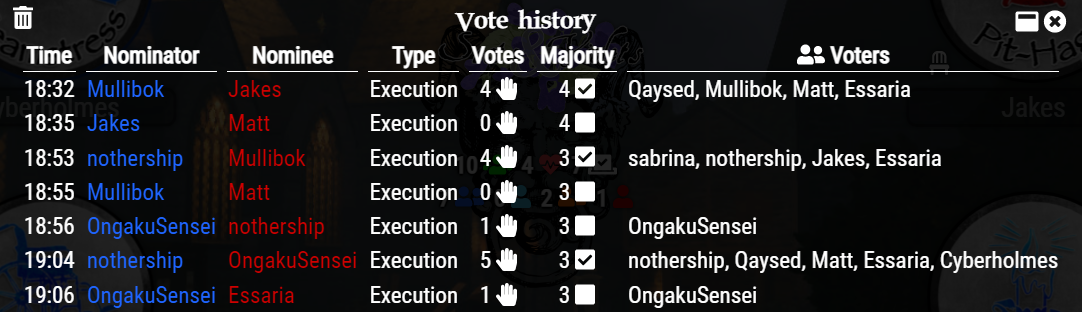 Vote history
Time Nominator Nominee Type Votes Majority Voters
18:32 Mullibok Jakes Execution 4 4 Qaysed, Mullibok, Matt, Essaria
18:35 Jakes Matt Execution 0 4
18:53 nothership Mullibok Execution 4 3 sabrina, nothership, Jakes, Essaria
18:55 Mullibok Matt Execution 0 3
18:56 OngakuSensei nothership Execution 1 3 OngakuSensei
19:04 nothership OngakuSensei Execution 5 3 nothership, Qaysed, Matt, Essaria, Cyberholmes
19:06 OngakuSensei Essaria Execution 1 3 OngakuSensei
Jakes